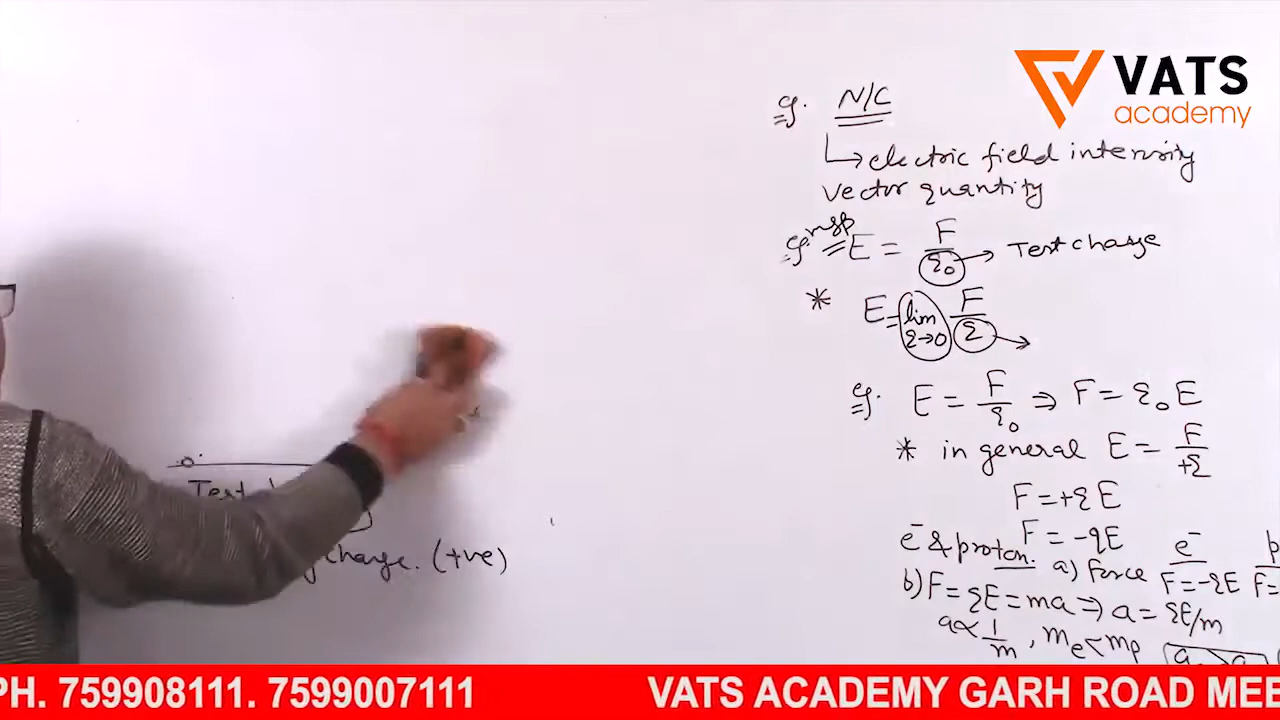 VATS
academy
g. N/C
↳ electric field intensity
vector quantity
g. E = F/q₀ → Test charge
* E = lim q→0 F/q →
g. E = F/q₀ ⇒ F = q₀E
* in general E = F/+q
F = +qE
e⁻ & proton. F = -qE
a) Force e⁻ F = -qE p F =
b) F = qE = ma ⇒ a = qE/m
a ∝ 1/m , me < mp
Test
charge. (+ve)
PH. 759908111. 7599007111 VATS ACADEMY GARH ROAD MEE